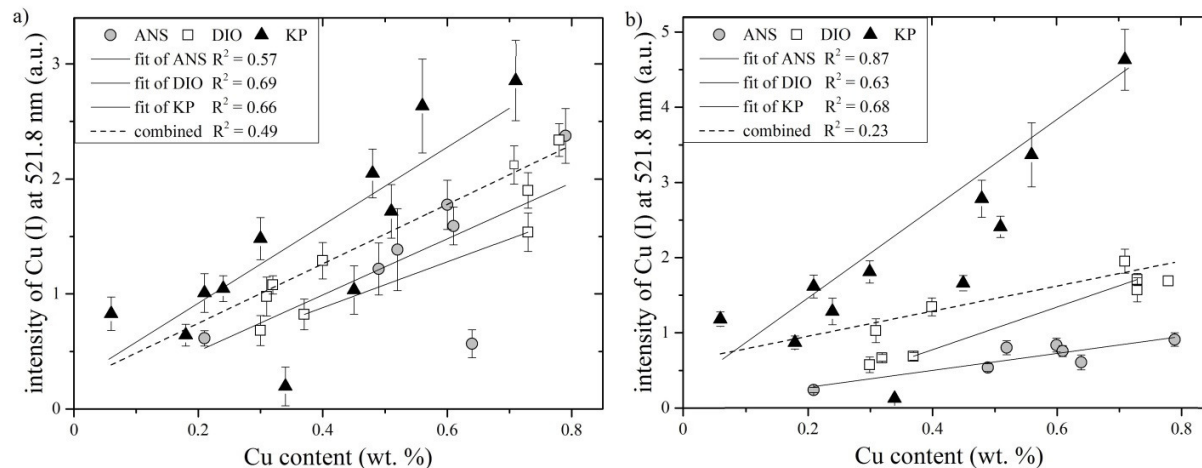 a)
ANS DIO KP
fit of ANS R² = 0.57
fit of DIO R² = 0.69
fit of KP R² = 0.66
combined R² = 0.49
intensity of Cu (I) at 521.8 nm (a.u.)
3
2
1
0
0 0.2 0.4 0.6 0.8
Cu content (wt. %)
b)
ANS DIO KP
fit of ANS R² = 0.87
fit of DIO R² = 0.63
fit of KP R² = 0.68
combined R² = 0.23
intensity of Cu (I) at 521.8 nm (a.u.)
5
4
3
2
1
0
0 0.2 0.4 0.6 0.8
Cu content (wt. %)